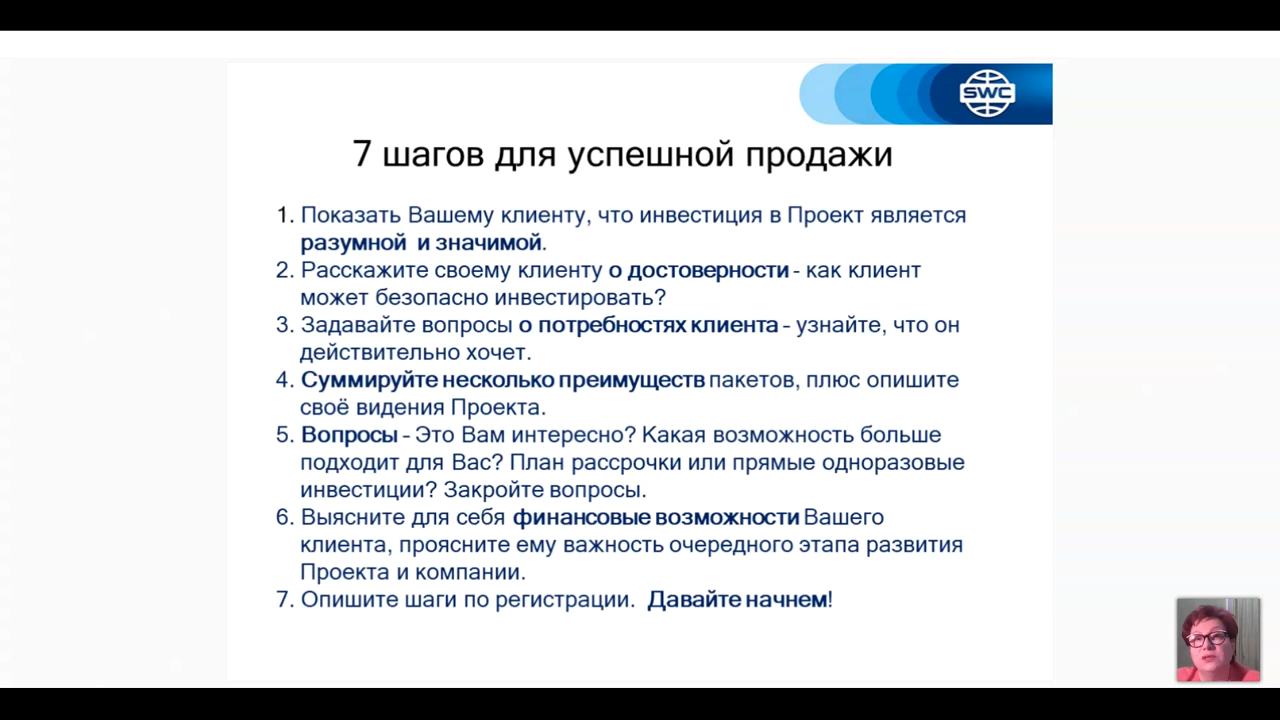 SWC
7 шагов для успешной продажи
1. Показать Вашему клиенту, что инвестиция в Проект является
разумной и значимой.
2. Расскажите своему клиенту о достоверности - как клиент
может безопасно инвестировать?
3. Задавайте вопросы о потребностях клиента - узнайте, что он
действительно хочет.
4. Суммируйте несколько преимуществ пакетов, плюс опишите
своё видения Проекта.
5. Вопросы - Это Вам интересно? Какая возможность больше
подходит для Вас? План рассрочки или прямые одноразовые
инвестиции? Закройте вопросы.
6. Выясните для себя финансовые возможности Вашего
клиента, проясните ему важность очередного этапа развития
Проекта и компании.
7. Опишите шаги по регистрации. Давайте начнем!